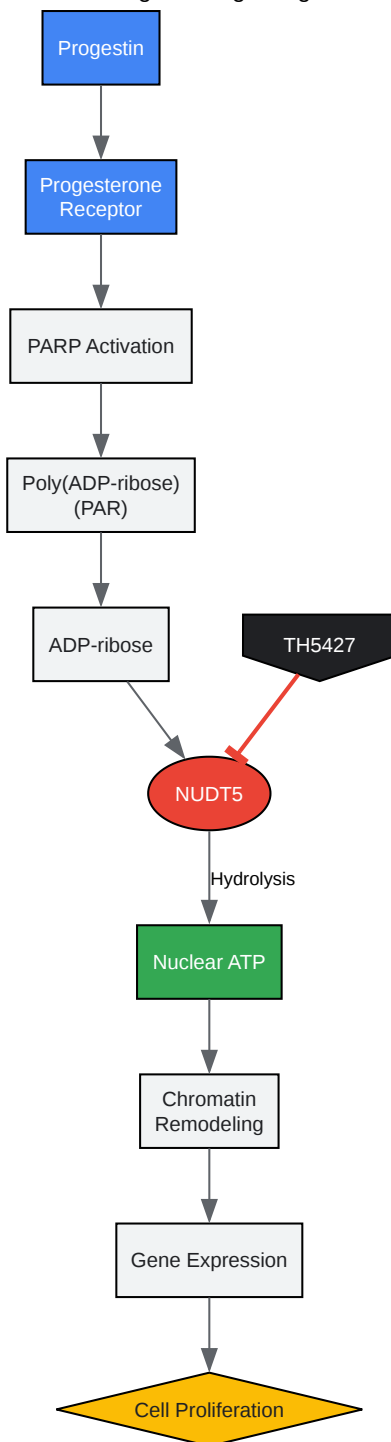 Progestin
Progesterone
Receptor
PARP Activation
Poly(ADP-ribose)
(PAR)
ADP-ribose
TH5427
NUDT5
Hydrolysis
Nuclear ATP
Chromatin
Remodeling
Gene Expression
Cell Proliferation